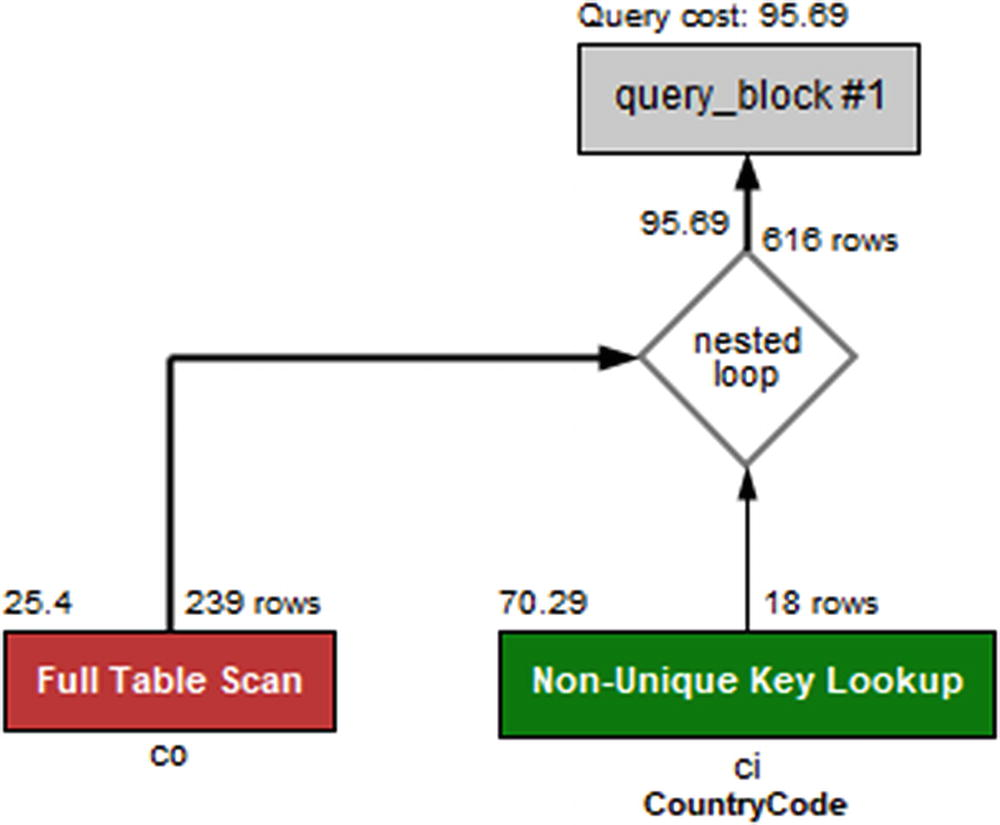 Query cost: 95.69
query_block #1
95.69
616 rows
nested
loop
25.4
239 rows
70.29
18 rows
Full Table Scan
Non-Unique Key Lookup
co
ci
CountryCode